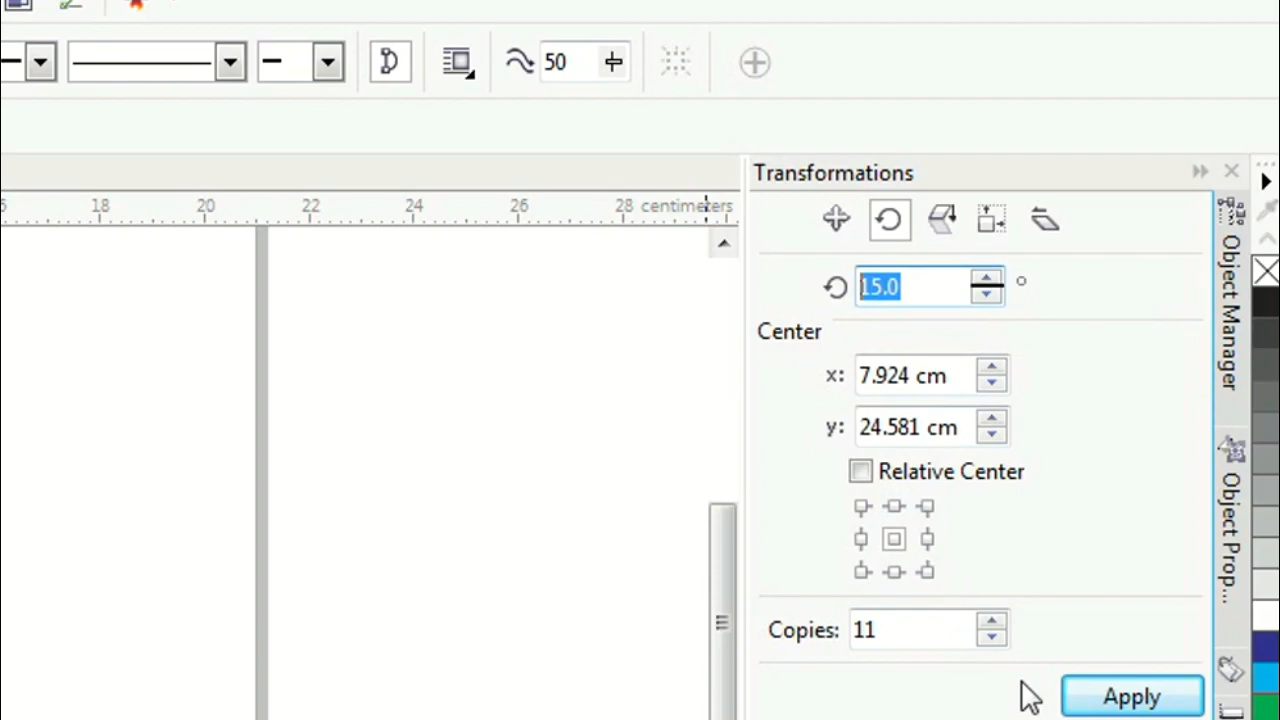 50
Transformations
18 20 22 24 26 28 centimeters
15.0 °
Center
x: 7.924 cm
y: 24.581 cm
Relative Center
Copies: 11
Apply
Object Manager
Object Prop...